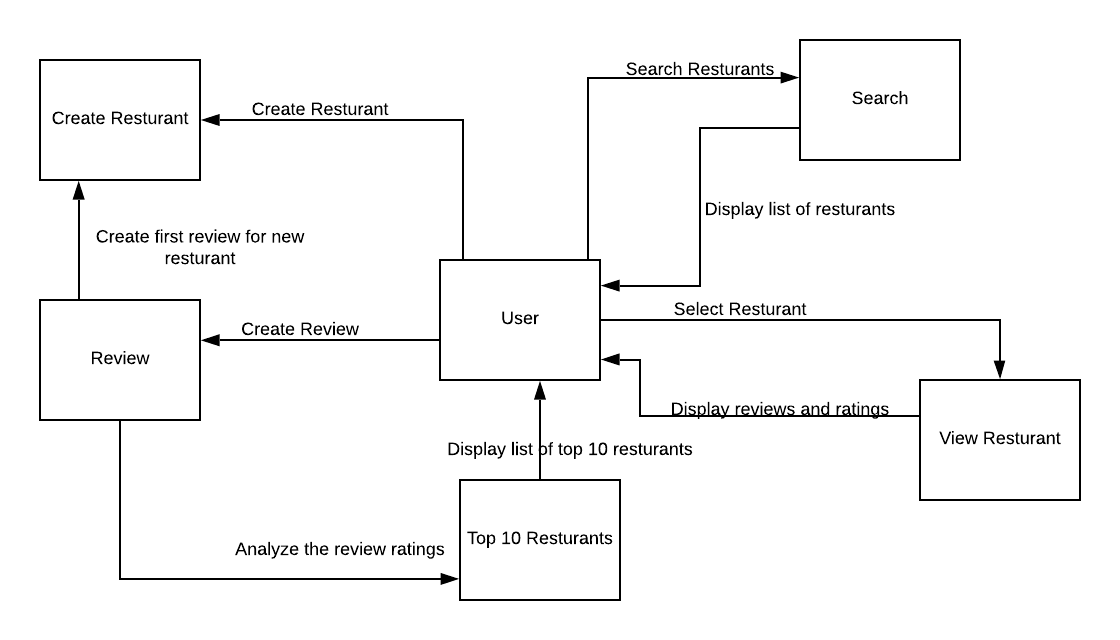 Search Resturants
Search
Create Resturant
Create Resturant
Display list of resturants
Create first review for new
resturant
Select Resturant
User
Create Review
Review
Display reviews and ratings
View Resturant
Display list of top 10 resturants
Top 10 Resturants
Analyze the review ratings